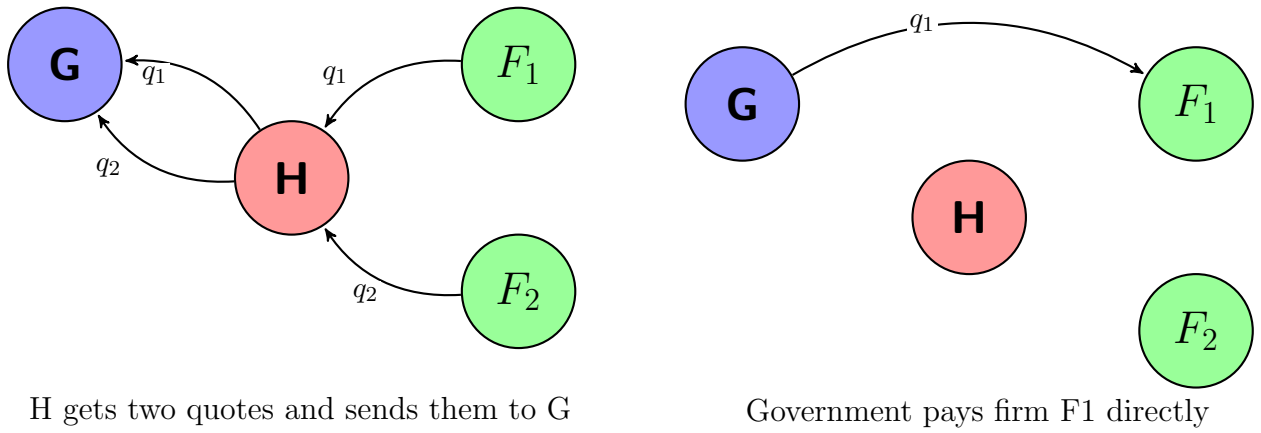 G
q₁
q₁
F₁
q₂
H
q₂
F₂
H gets two quotes and sends them to G
q₁
G
F₁
H
F₂
Government pays firm F1 directly